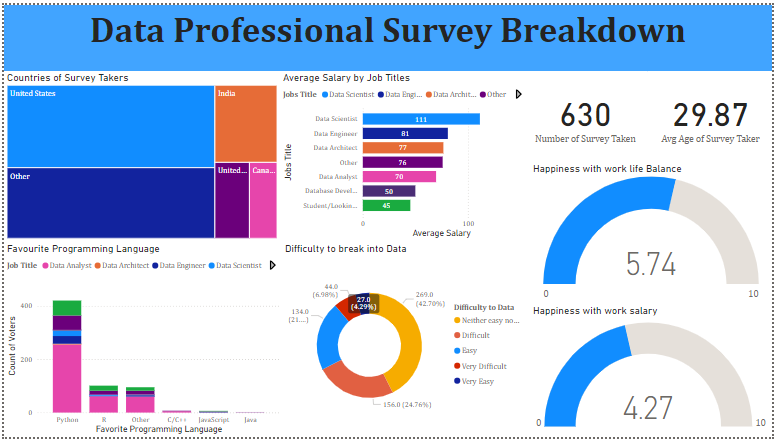 Data Professional Survey Breakdown
Countries of Survey Takers
United States
India
Other
United...
Cana...
Average Salary by Job Titles
Jobs Title Data Scientist Data Engi... Data Archit... Other
Jobs Title
Data Scientist 111
Data Engineer 81
Data Architect 77
Other 76
Data Analyst 70
Database Devel... 50
Student/Lookin... 45
0 100
Average Salary
630
Number of Survey Taken
29.87
Avg Age of Survey Taker
Happiness with work life Balance
5.74
0 10
Favourite Programming Language
Job Title Data Analyst Data Architect Data Engineer Data Scientist
Count of Voters
400
200
0
Python R Other C/C++ JavaScript Java
Favorite Programming Language
Difficulty to break into Data
44.0
(6.98%)
27.0
(4.29%)
269.0
(42.70%)
134.0
(21....)
156.0 (24.76%)
Difficulty to Data
Neither easy no...
Difficult
Easy
Very Difficult
Very Easy
Happiness with work salary
4.27
0 10